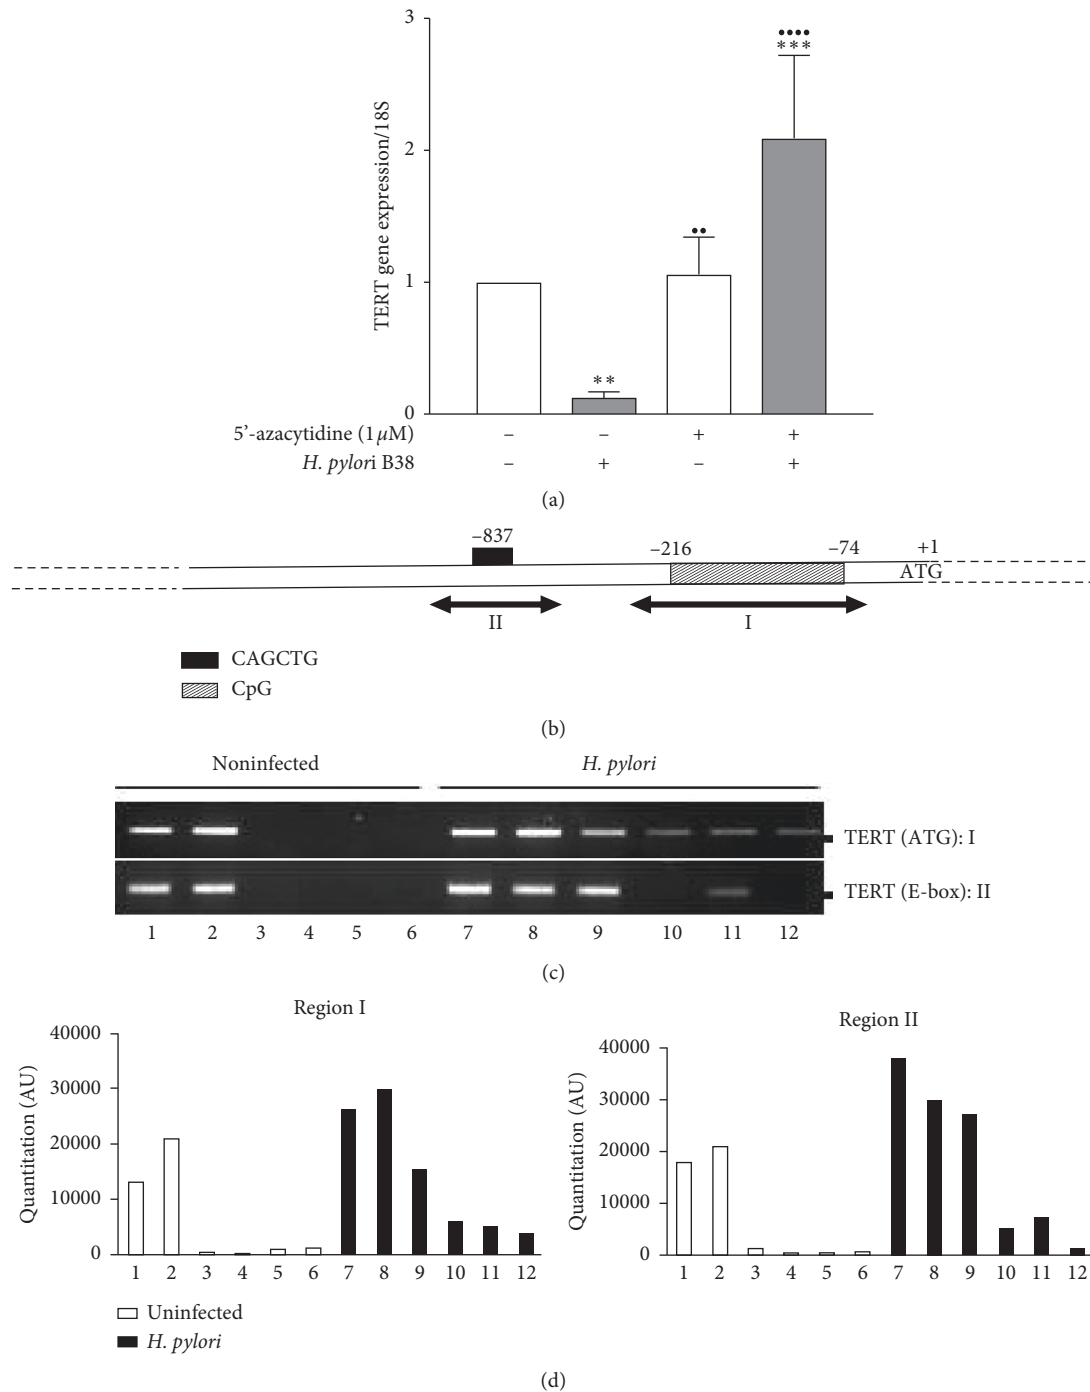 3
2
1
0
TERT gene expression/18S
●●●●
***
●●
**
5'-azacytidine (1 µM) – – + +
H. pylori B38 – + – +
(a)
–837
–216 –74 +1
ATG
II I
CAGCTG
CpG
(b)
Noninfected H. pylori
TERT (ATG): I
TERT (E-box): II
1 2 3 4 5 6 7 8 9 10 11 12
(c)
Region I
40000
30000
20000
10000
0
Quantitation (AU)
1 2 3 4 5 6 7 8 9 10 11 12
Uninfected
H. pylori
Region II
40000
30000
20000
10000
0
Quantitation (AU)
1 2 3 4 5 6 7 8 9 10 11 12
(d)